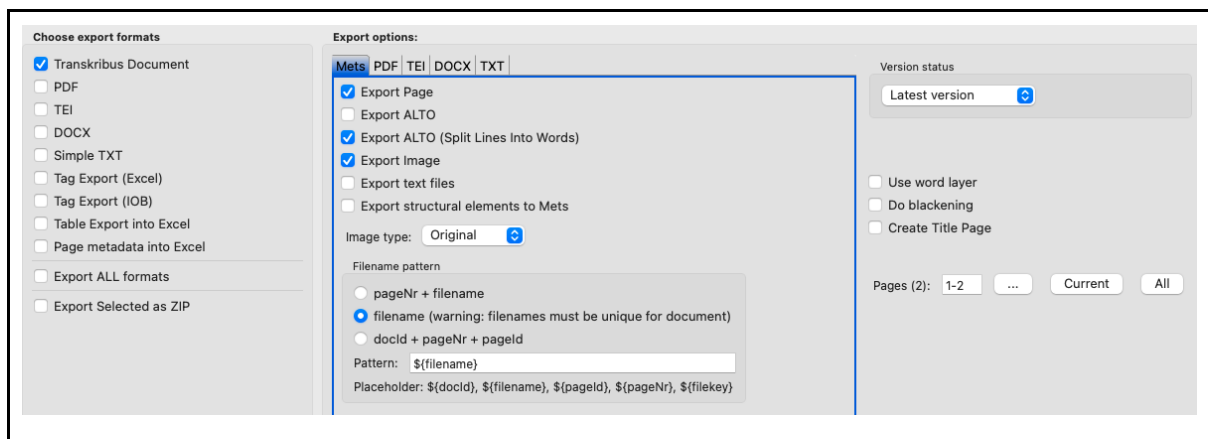 Choose export formats
Transkribus Document
PDF
TEI
DOCX
Simple TXT
Tag Export (Excel)
Tag Export (IOB)
Table Export into Excel
Page metadata into Excel
Export ALL formats
Export Selected as ZIP
Export options:
Mets PDF TEI DOCX TXT
Export Page
Export ALTO
Export ALTO (Split Lines Into Words)
Export Image
Export text files
Export structural elements to Mets
Image type: Original
Filename pattern
pageNr + filename
filename (warning: filenames must be unique for document)
docId + pageNr + pageId
Pattern: ${filename}
Placeholder: ${docId}, ${filename}, ${pageId}, ${pageNr}, ${filekey}
Version status
Latest version
Use word layer
Do blackening
Create Title Page
Pages (2): 1-2 ... Current All